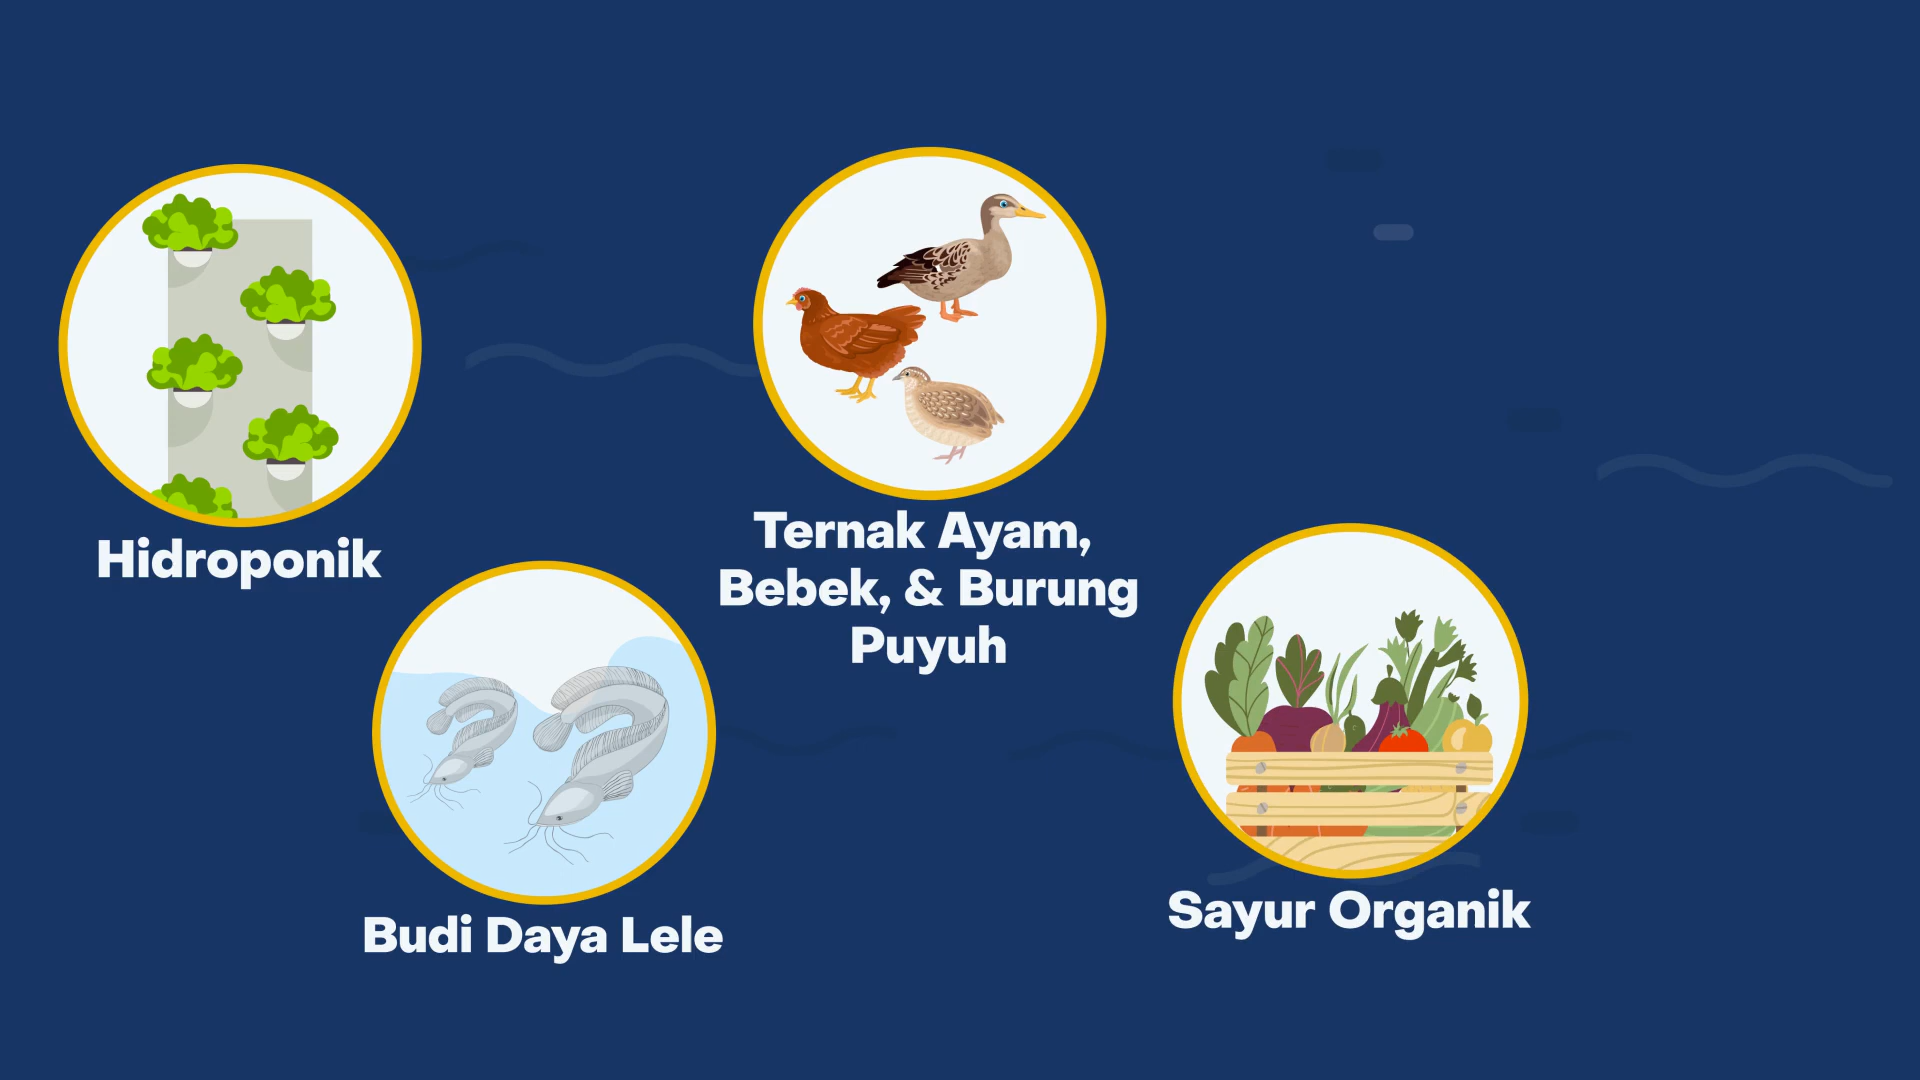 Hidroponik
Budi Daya Lele
Ternak Ayam,
Bebek, & Burung
Puyuh
Sayur Organik